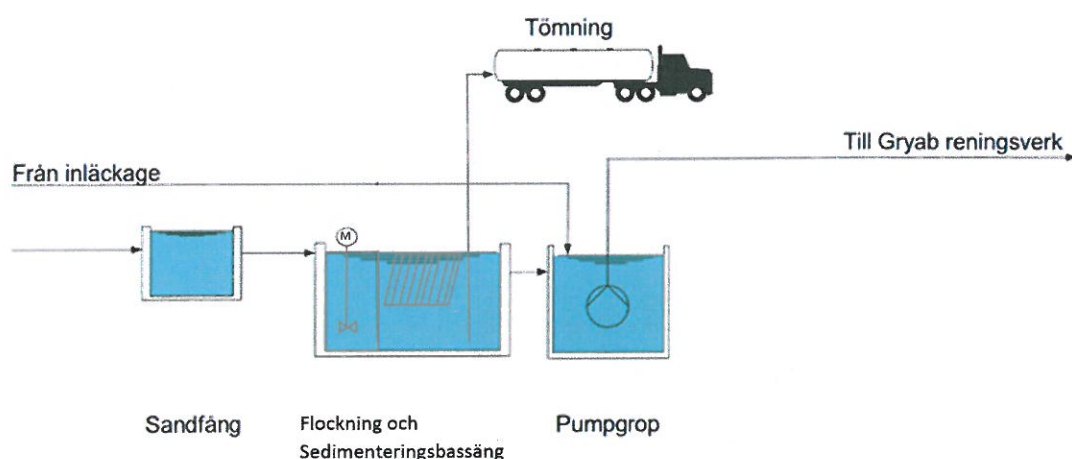 Tömning
Till Gryab reningsverk
Från inläckage
M
Sandfång
Flockning och
Sedimenteringsbassäng
Pumpgrop